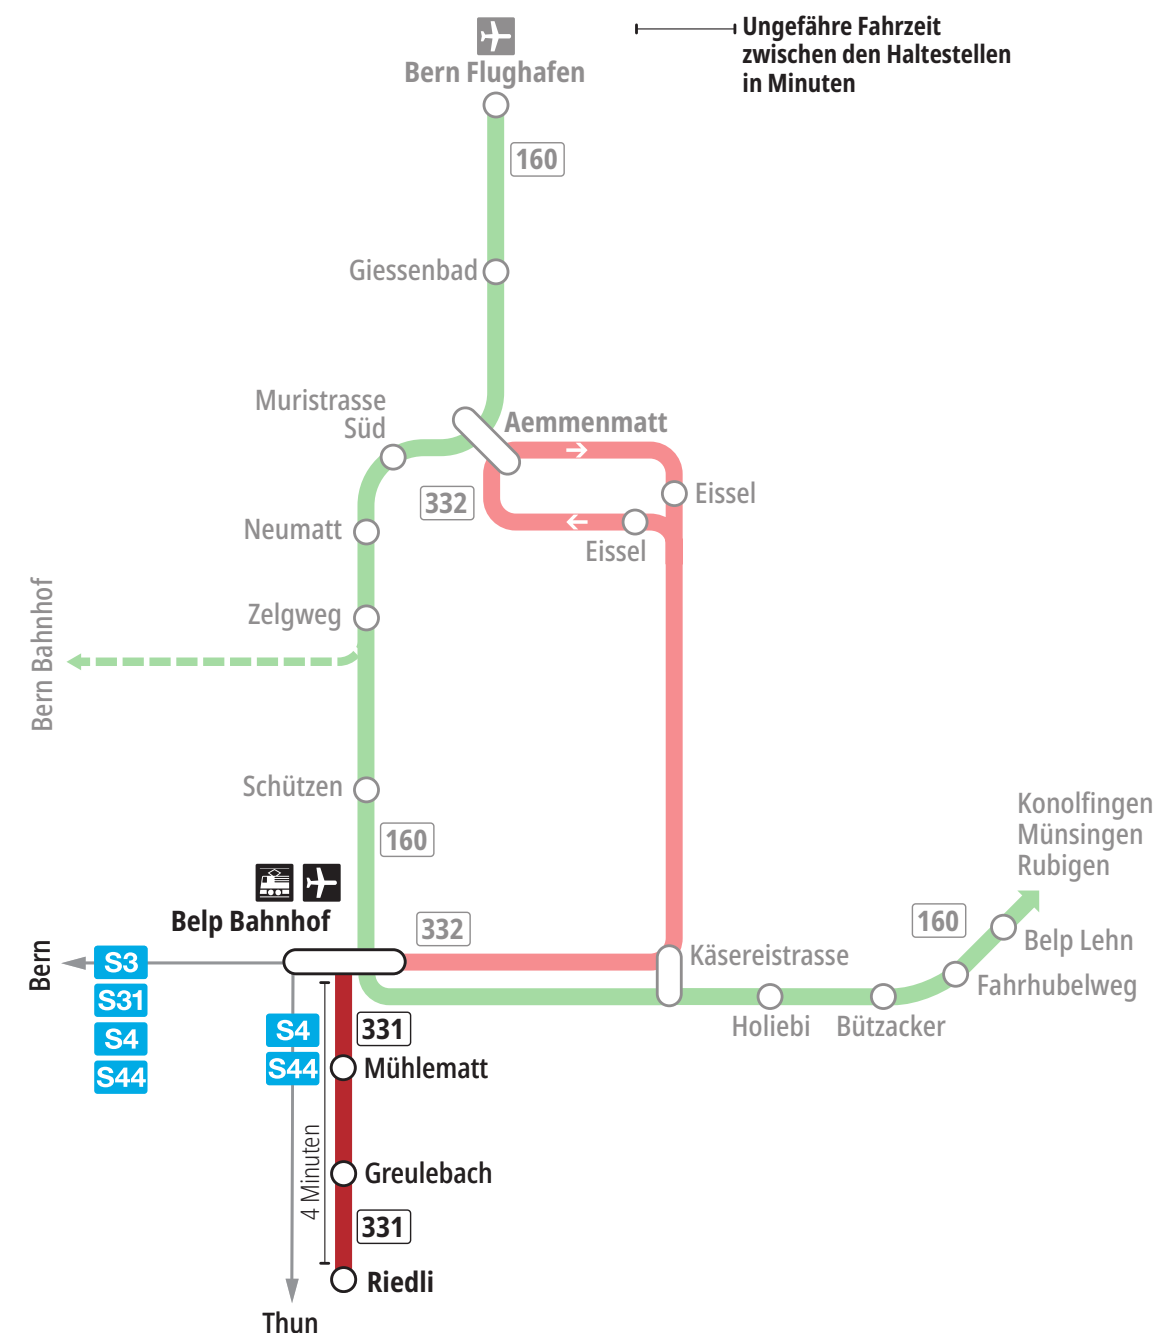 Ungefähre Fahrzeit
zwischen den Haltestellen
in Minuten
Bern Flughafen
160
Giessenbad
Muristrasse
Süd
Aemmenmatt
332
Eissel
Neumatt
Eissel
Zelgweg
Bern Bahnhof
Schützen
160
Konolfingen
Münsingen
Rubigen
Belp Bahnhof
332
160
Belp Lehn
Käsereistrasse
Fahrhubelweg
Holiebi
Bützacker
Bern
S3
S31
S4
S44
S4
S44
331
Mühlematt
4 Minuten
Greulebach
331
Riedli
Thun